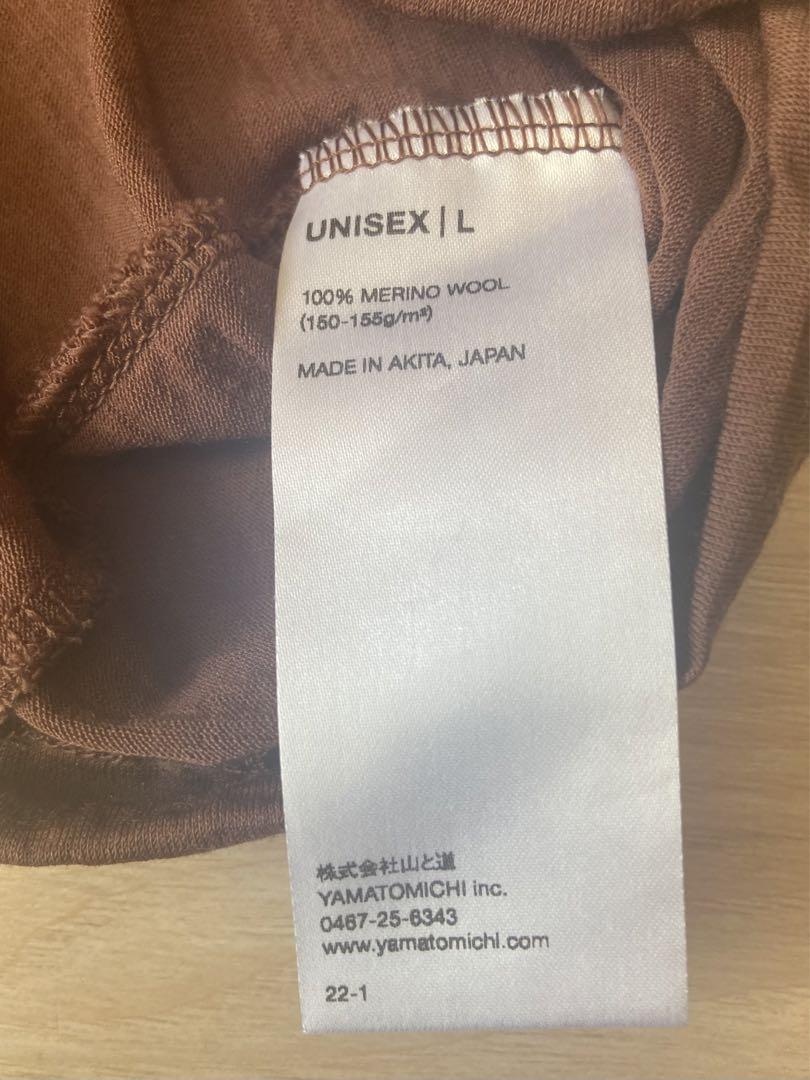 UNISEX | L
100% MERINO WOOL
(150-155g/m²)
MADE IN AKITA, JAPAN
株式会社山と道
YAMATOMICHI inc.
0467-25-6343
www.yamatomichi.com
22-1